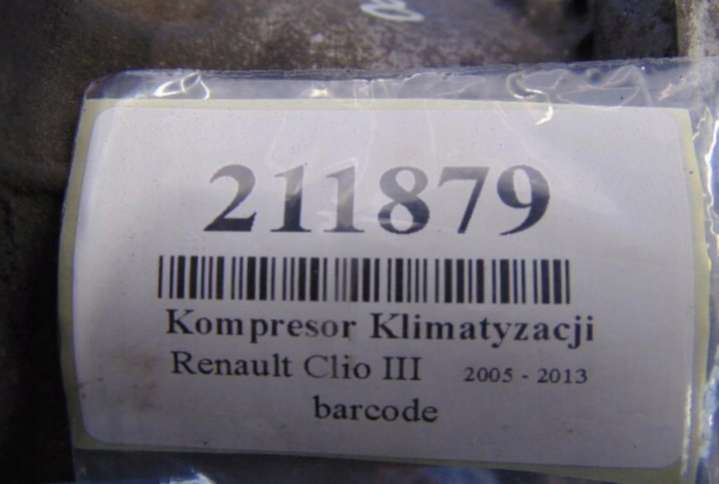 211879
Kompresor Klimatyzacji
Renault Clio III 2005 - 2013
barcode